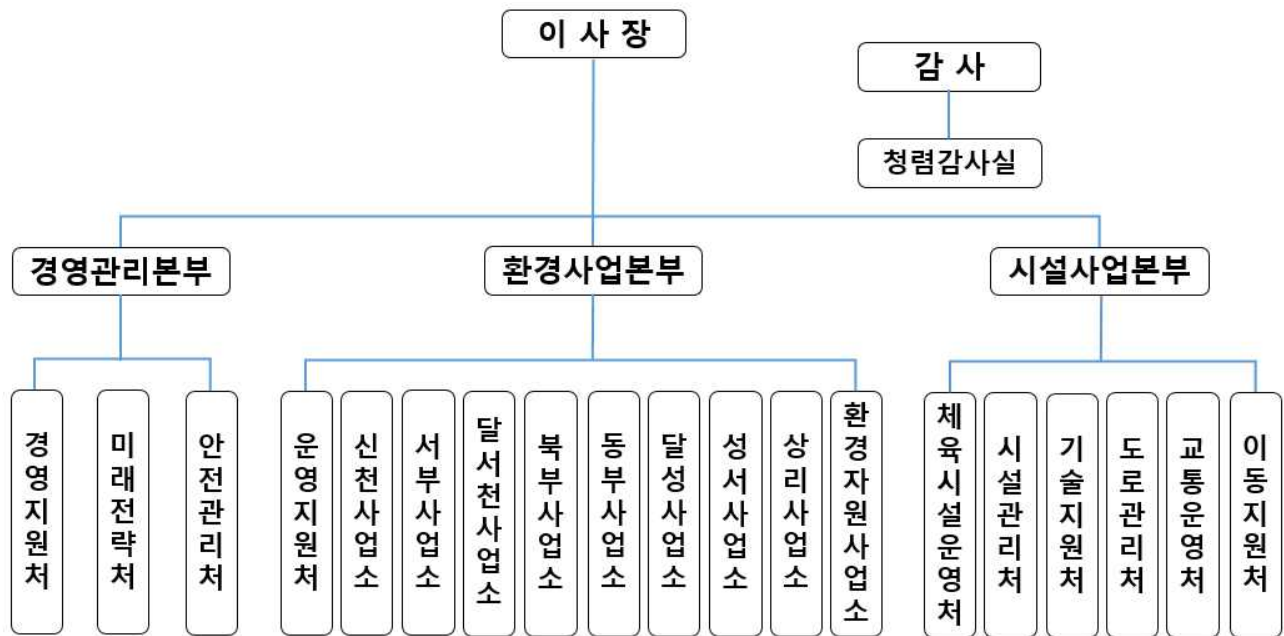 이 사 장
감 사
청렴감사실
경영관리본부
환경사업본부
시설사업본부
경영지원처
미래전략처
안전관리처
운영지원처
신천사업소
서부사업소
달서천사업소
북부사업소
동부사업소
달성사업소
성서사업소
상리사업소
환경자원사업소
체육시설운영처
시설관리처
기술지원처
도로관리처
교통운영처
이동지원처